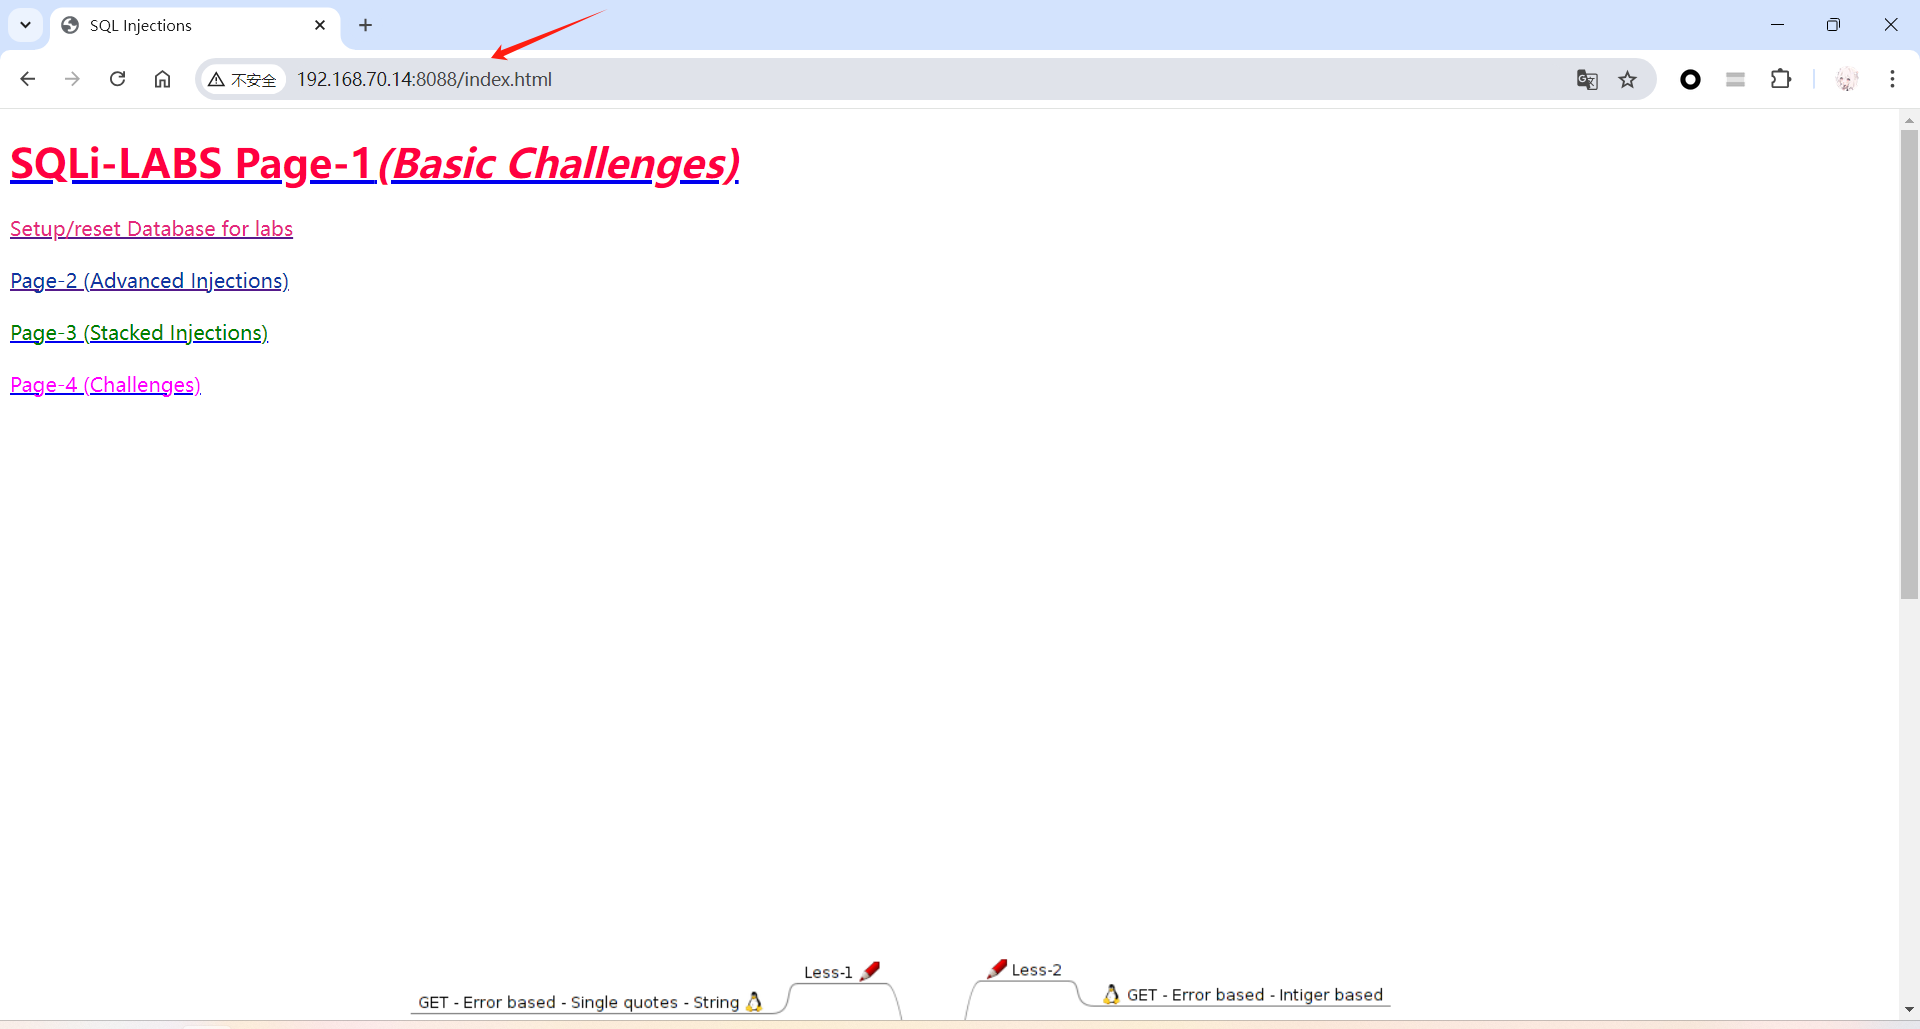 SQL Injections
不安全 192.168.70.14:8088/index.html
SQLi-LABS Page-1(Basic Challenges)
Setup/reset Database for labs
Page-2 (Advanced Injections)
Page-3 (Stacked Injections)
Page-4 (Challenges)
Less-1
Less-2
GET - Error based - Single quotes - String
GET - Error based - Intiger based